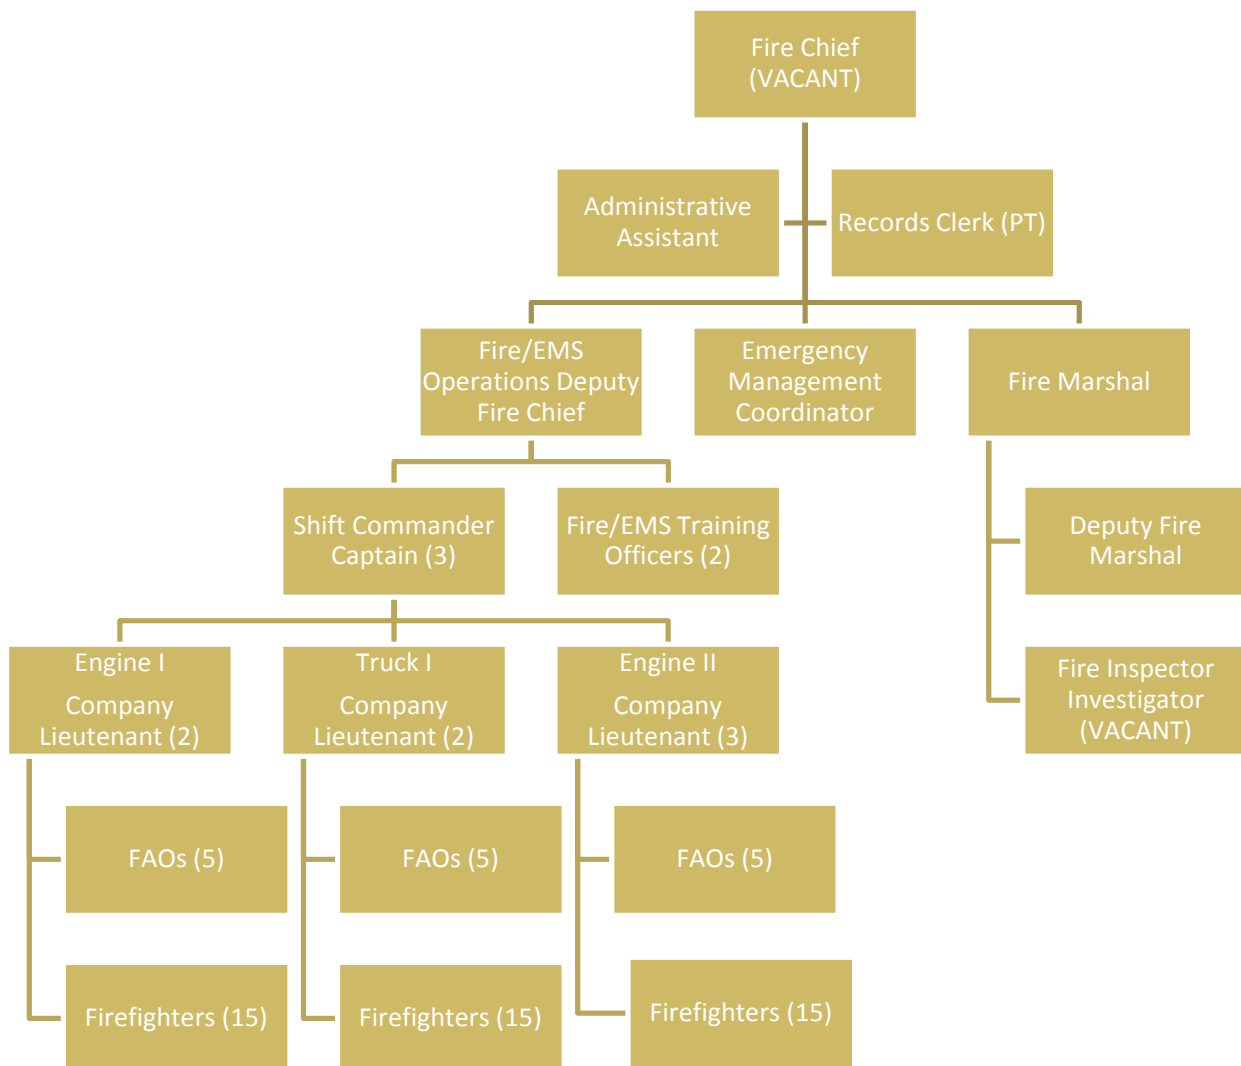 Fire Chief
(VACANT)
Administrative
Assistant
Records Clerk (PT)
Fire/EMS
Operations Deputy
Fire Chief
Emergency
Management
Coordinator
Fire Marshal
Shift Commander
Captain (3)
Fire/EMS Training
Officers (2)
Deputy Fire
Marshal
Engine I
Company
Lieutenant (2)
Truck I
Company
Lieutenant (2)
Engine II
Company
Lieutenant (3)
Fire Inspector
Investigator
(VACANT)
FAOs (5)
FAOs (5)
FAOs (5)
Firefighters (15)
Firefighters (15)
Firefighters (15)